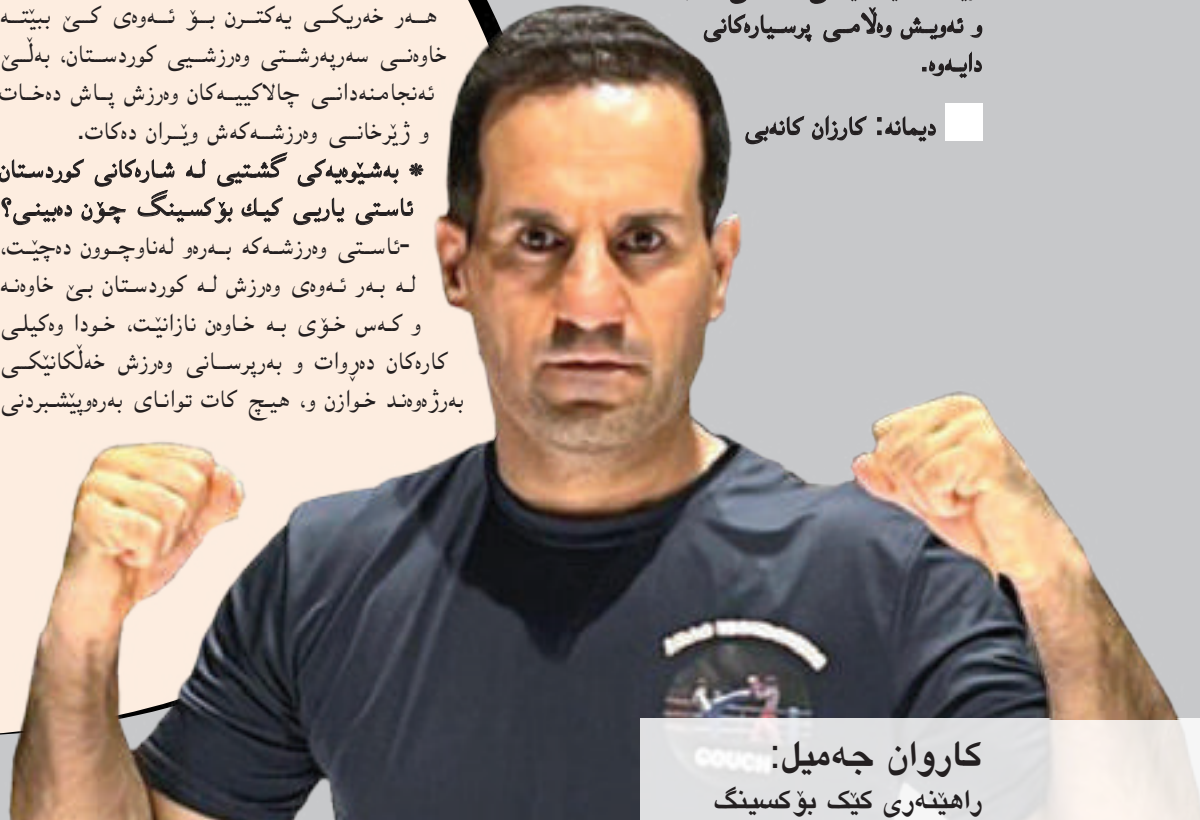 و ئەویش وەڵامی پرسیارەکانی
دایەوە.
دیمانە: کارزان کانەبی
هەر خەریکی یەکترن بۆ ئەوەی کێ ببێتە
خاوەنی سەرپەرشتی وەرزشیی کوردستان، بەڵێ
ئەنجامنەدانی چالاکییەکان وەرزش پاش دەخات
و ژێرخانی وەرزشەکەش وێران دەکات.
* بەشێوەیەکی گشتیی لە شارەکانی کوردستان
ئاستی یاریی کیك بۆکسینگ چۆن دەبینی؟
-ئاستی وەرزشەکە بەرەو لەناوچوون دەچێت،
لە بەر ئەوەی وەرزش لە کوردستان بێ خاوەنە
و کەس خۆی بە خاوەن نازانێت، خودا وەکیلی
کارەکان دەڕوات و بەرپرسانی وەرزش خەڵکانێکی
بەرژەوەند خوازن و، هیچ کات توانای بەرەوپێشبردنی
COUCH
کاروان جەمیل:
راهێنەری کێک بۆکسینگ